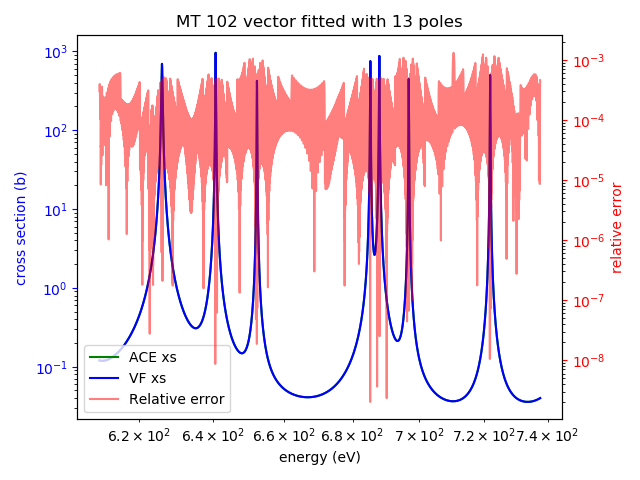 MT 102 vector fitted with 13 poles
10³
10²
10¹
10⁰
10⁻¹
cross section (b)
10⁻³
10⁻⁴
10⁻⁵
10⁻⁶
10⁻⁷
10⁻⁸
relative error
ACE xs
VF xs
Relative error
6.2 × 10² 6.4 × 10² 6.6 × 10² 6.8 × 10² 7 × 10² 7.2 × 10² 7.4 × 10²
energy (eV)